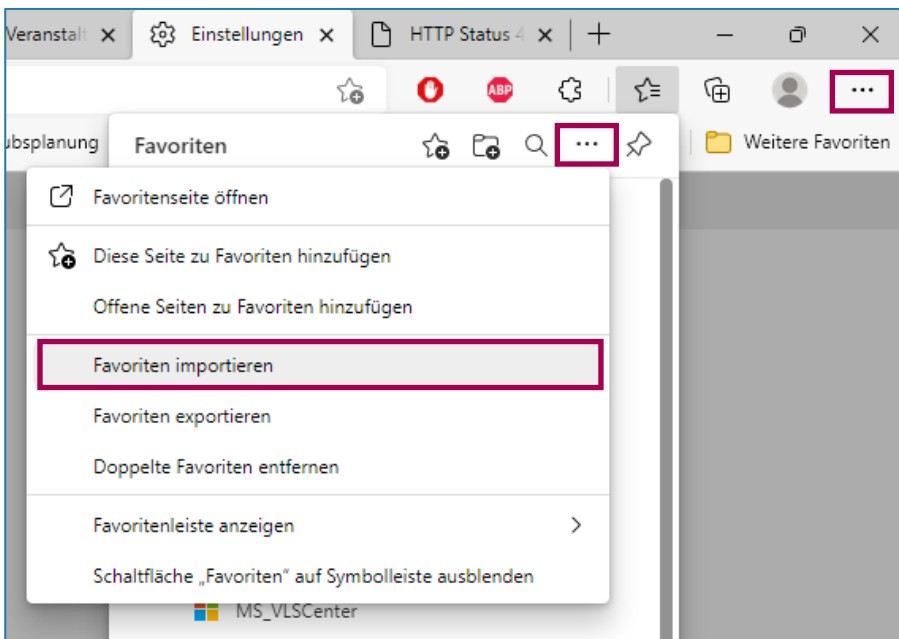 Veranstalt
Einstellungen
HTTP Status 4
ABP
ubsplanung
Favoriten
Weitere Favoriten
Favoritenseite öffnen
Diese Seite zu Favoriten hinzufügen
Offene Seiten zu Favoriten hinzufügen
Favoriten importieren
Favoriten exportieren
Doppelte Favoriten entfernen
Favoritenleiste anzeigen
Schaltfläche „Favoriten“ auf Symbolleiste ausblenden
MS_VLSCenter